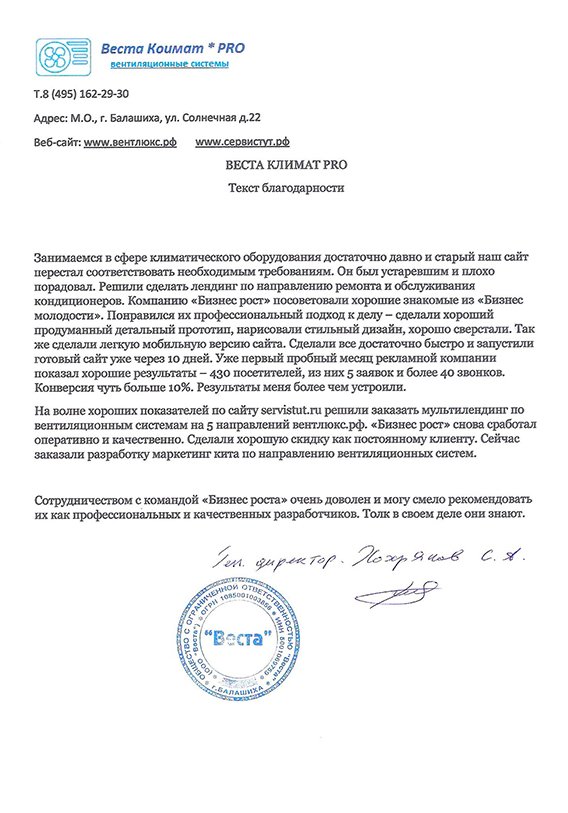 Веста Коимат * PRO
вентиляционные системы
Т.8 (495) 162-29-30
Адрес: М.О., г. Балашиха, ул. Солнечная д.22
Веб-сайт: www.вентлюкс.рф www.сервистут.рф
ВЕСТА КЛИМАТ PRO
Текст благодарности
Занимаемся в сфере климатического оборудования достаточно давно и старый наш сайт
перестал соответствовать необходимым требованиям. Он был устаревшим и плохо
порадовал. Решили сделать лендинг по направлению ремонта и обслуживания
кондиционеров. Компанию «Бизнес рост» посоветовали хорошие знакомые из «Бизнес
молодости». Понравился их профессиональный подход к делу – сделали хороший
продуманный детальный прототип, нарисовали стильный дизайн, хорошо сверстали. Так
же сделали легкую мобильную версию сайта. Сделали все достаточно быстро и запустили
готовый сайт уже через 10 дней. Уже первый пробный месяц рекламной компании
показал хорошие результаты – 430 посетителей, из них 5 заявок и более 40 звонков.
Конверсия чуть больше 10%. Результаты меня более чем устроили.
На волне хороших показателей по сайту servistut.ru решили заказать мультилендинг по
вентиляционным системам на 5 направлений вентлюкс.рф. «Бизнес рост» снова сработал
оперативно и качественно. Сделали хорошую скидку как постоянному клиенту. Сейчас
заказали разработку маркетинг кита по направлению вентиляционных систем.
Сотрудничеством с командой «Бизнес роста» очень доволен и могу смело рекомендовать
их как профессиональных и качественных разработчиков. Толк в своем деле они знают.
Ген. директор. Хохряков С.А.
ОБЩЕСТВО С ОГРАНИЧЕННОЙ ОТВЕТСТВЕННОСТЬЮ "Веста"
(ООО "Веста") * ОГРН 1085001003866 * ИНН
"Веста"
г.БАЛАШИХА